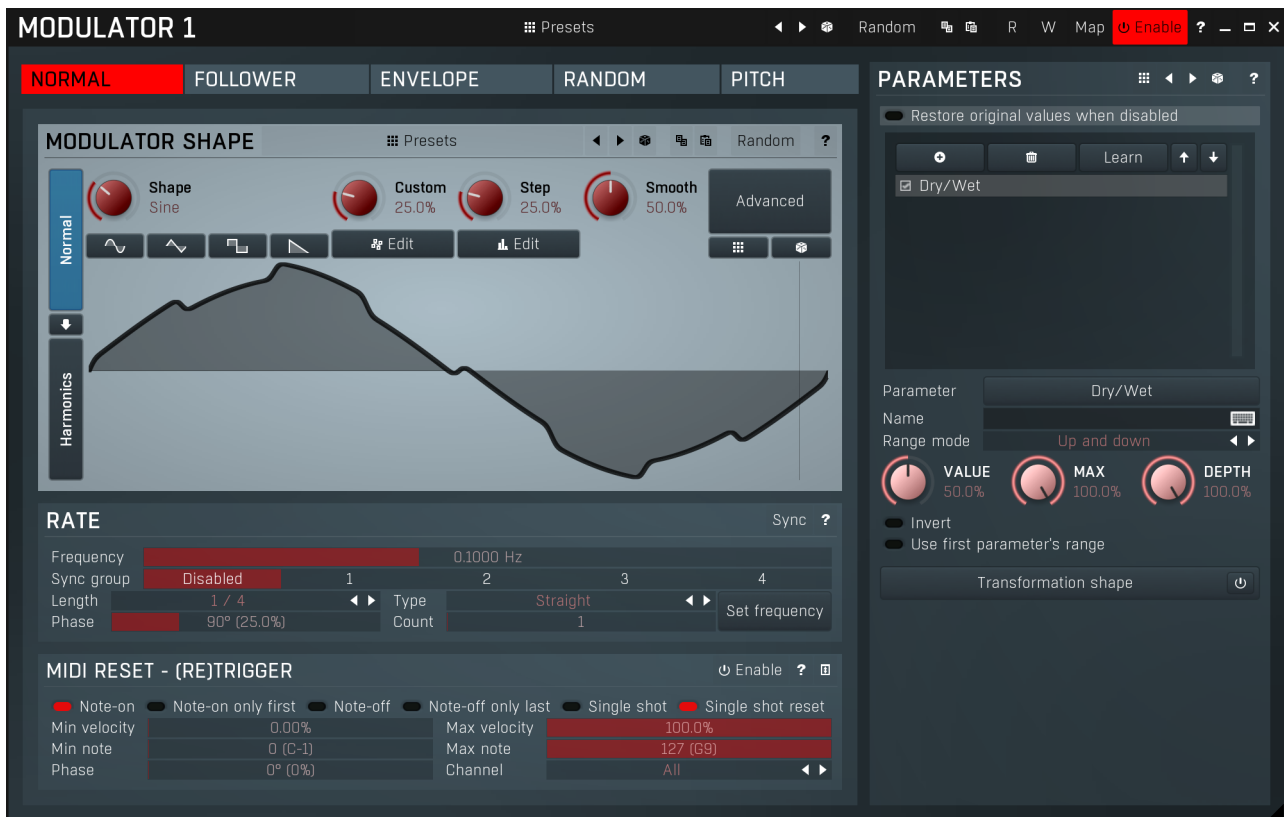 MODULATOR 1 Presets Random R W Map Enable ?
NORMAL FOLLOWER ENVELOPE RANDOM PITCH
MODULATOR SHAPE Presets Random ?
Normal
Harmonics
Shape
Sine
Custom
25.0%
Step
25.0%
Smooth
50.0%
Advanced
Edit Edit
RATE Sync ?
Frequency 0.1000 Hz
Sync group Disabled 1 2 3 4
Length 1 / 4 Type Straight
Phase 90° (25.0%) Count 1
Set frequency
MIDI RESET - (RE)TRIGGER Enable ?
Note-on Note-on only first Note-off Note-off only last Single shot Single shot reset
Min velocity 0.00% Max velocity 100.0%
Min note 0 (C-1) Max note 127 (G9)
Phase 0° (0%) Channel All
PARAMETERS ?
Restore original values when disabled
Learn
Dry/Wet
Parameter Dry/Wet
Name
Range mode Up and down
VALUE
50.0%
MAX
100.0%
DEPTH
100.0%
Invert
Use first parameter's range
Transformation shape